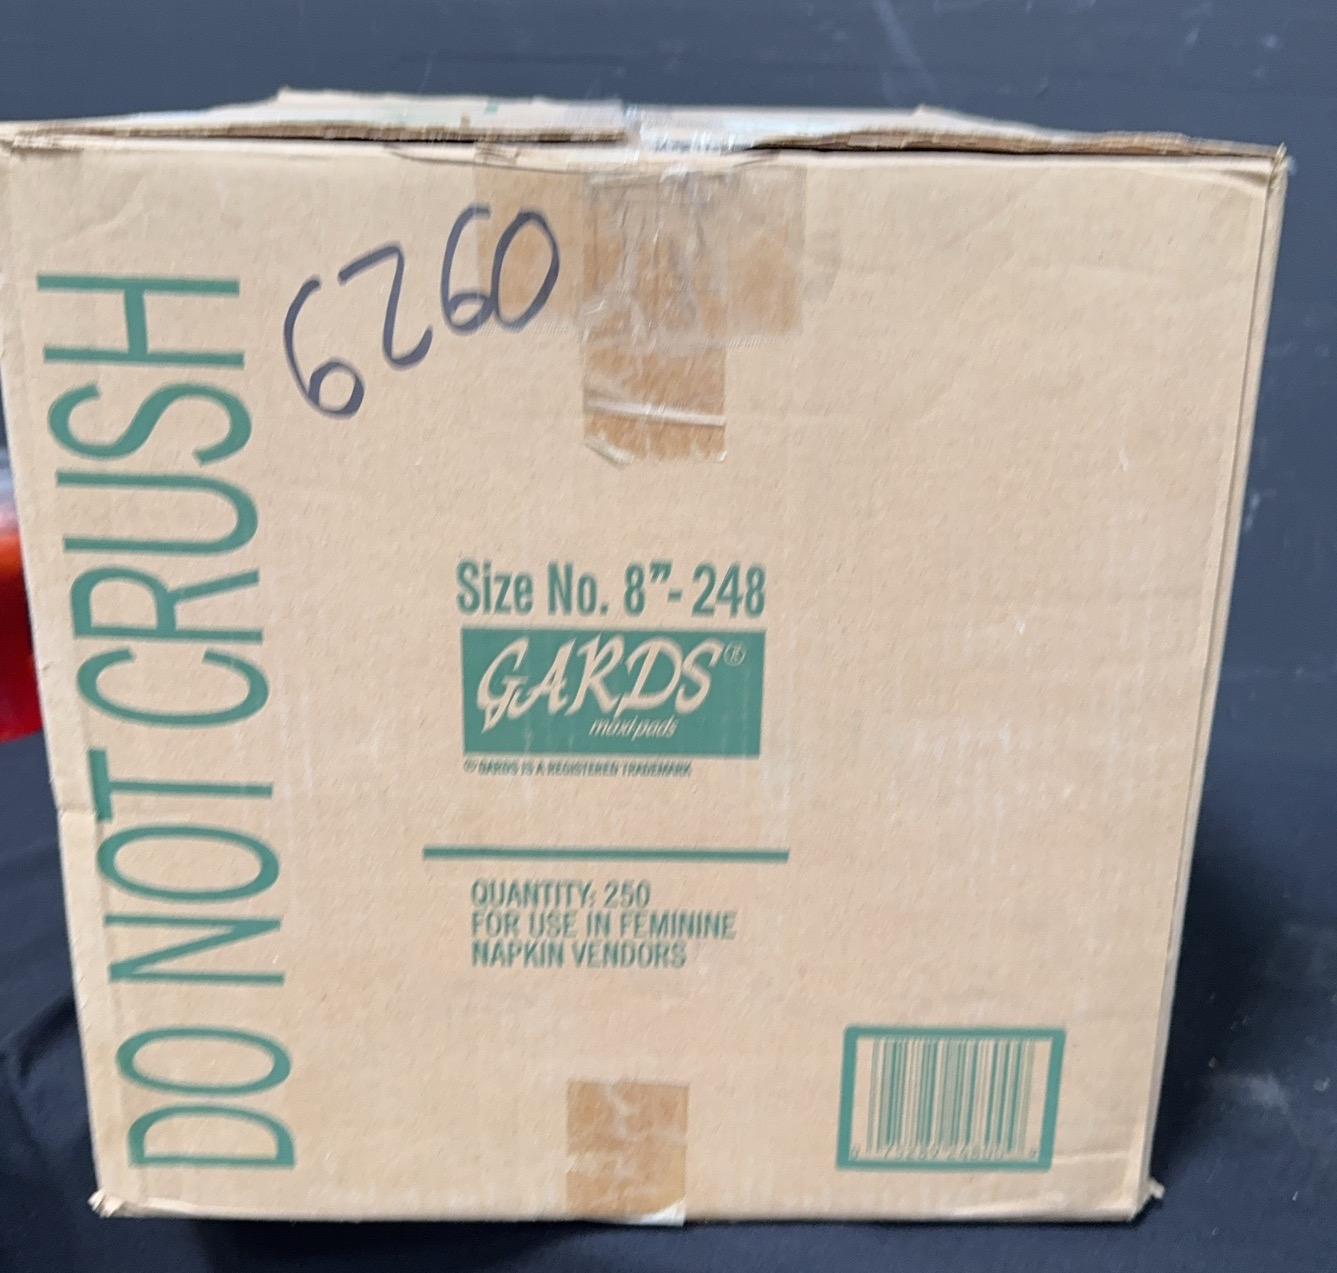 6260
DO NOT CRUSH
Size No. 8”- 248
GARDS®
maxi pads
® GARDS IS A REGISTERED TRADEMARK
QUANTITY: 250
FOR USE IN FEMININE
NAPKIN VENDORS